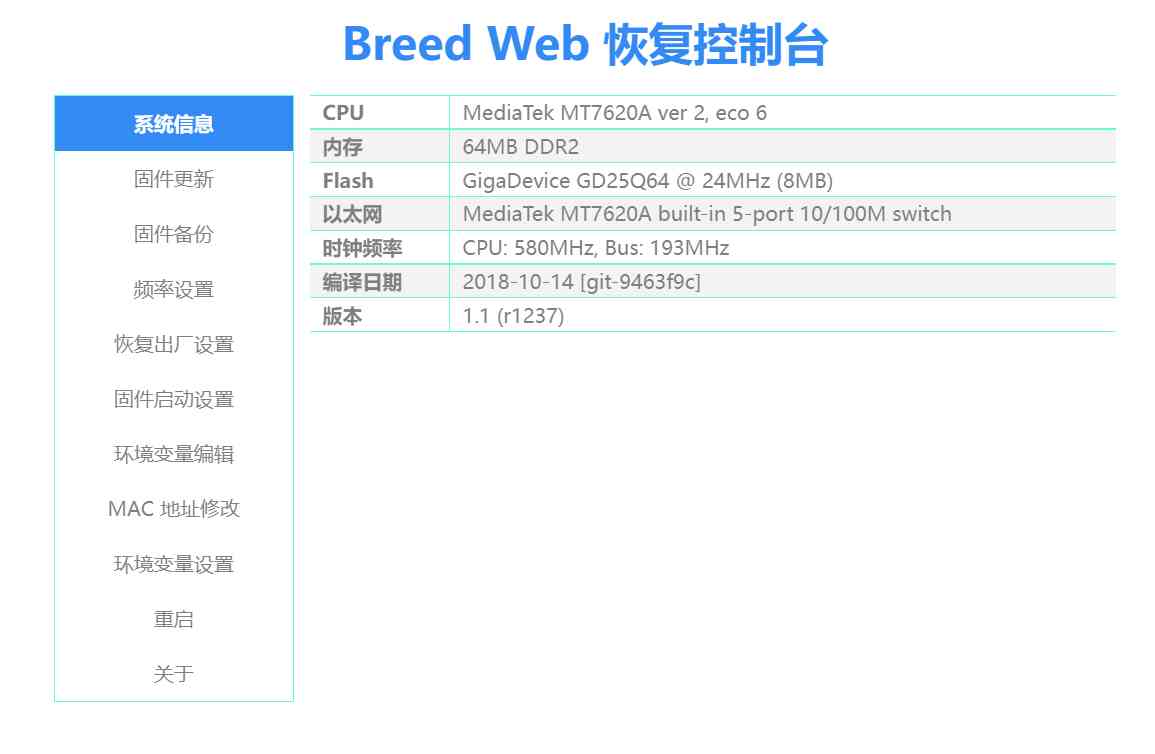 Breed Web 恢复控制台
系统信息
固件更新
固件备份
频率设置
恢复出厂设置
固件启动设置
环境变量编辑
MAC 地址修改
环境变量设置
重启
关于
CPU MediaTek MT7620A ver 2, eco 6
内存 64MB DDR2
Flash GigaDevice GD25Q64 @ 24MHz (8MB)
以太网 MediaTek MT7620A built-in 5-port 10/100M switch
时钟频率 CPU: 580MHz, Bus: 193MHz
编译日期 2018-10-14 [git-9463f9c]
版本 1.1 (r1237)